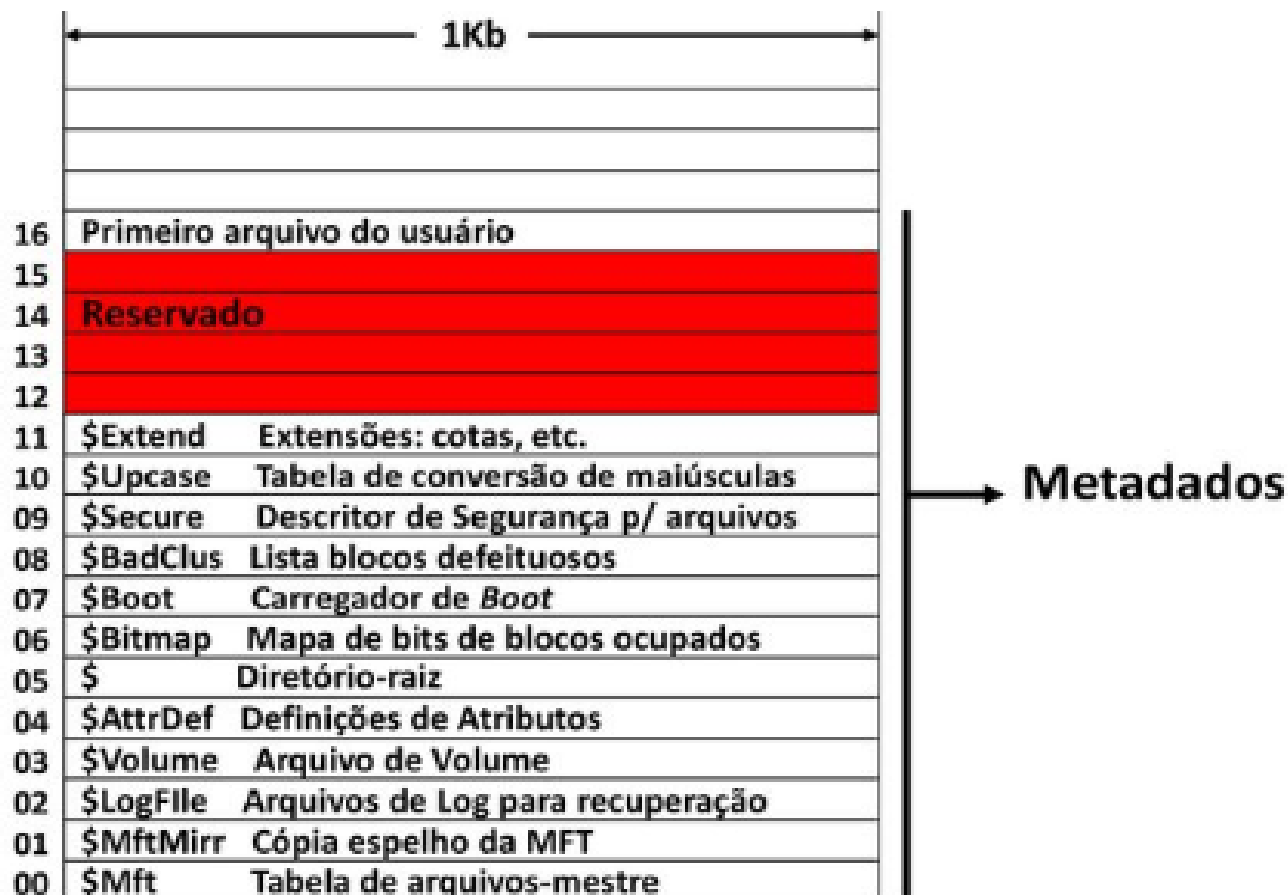 1Kb
16 Primeiro arquivo do usuário
15
14 Reservado
13
12
11 $Extend Extensões: cotas, etc.
10 $Upcase Tabela de conversão de maiúsculas
09 $Secure Descritor de Segurança p/ arquivos
Metadados
08 $BadClus Lista blocos defeituosos
07 $Boot Carregador de Boot
06 $Bitmap Mapa de bits de blocos ocupados
05 $ Diretório-raiz
04 $AttrDef Definições de Atributos
03 $Volume Arquivo de Volume
02 $LogFIle Arquivos de Log para recuperação
01 $MftMirr Cópia espelho da MFT
00 $Mft Tabela de arquivos-mestre